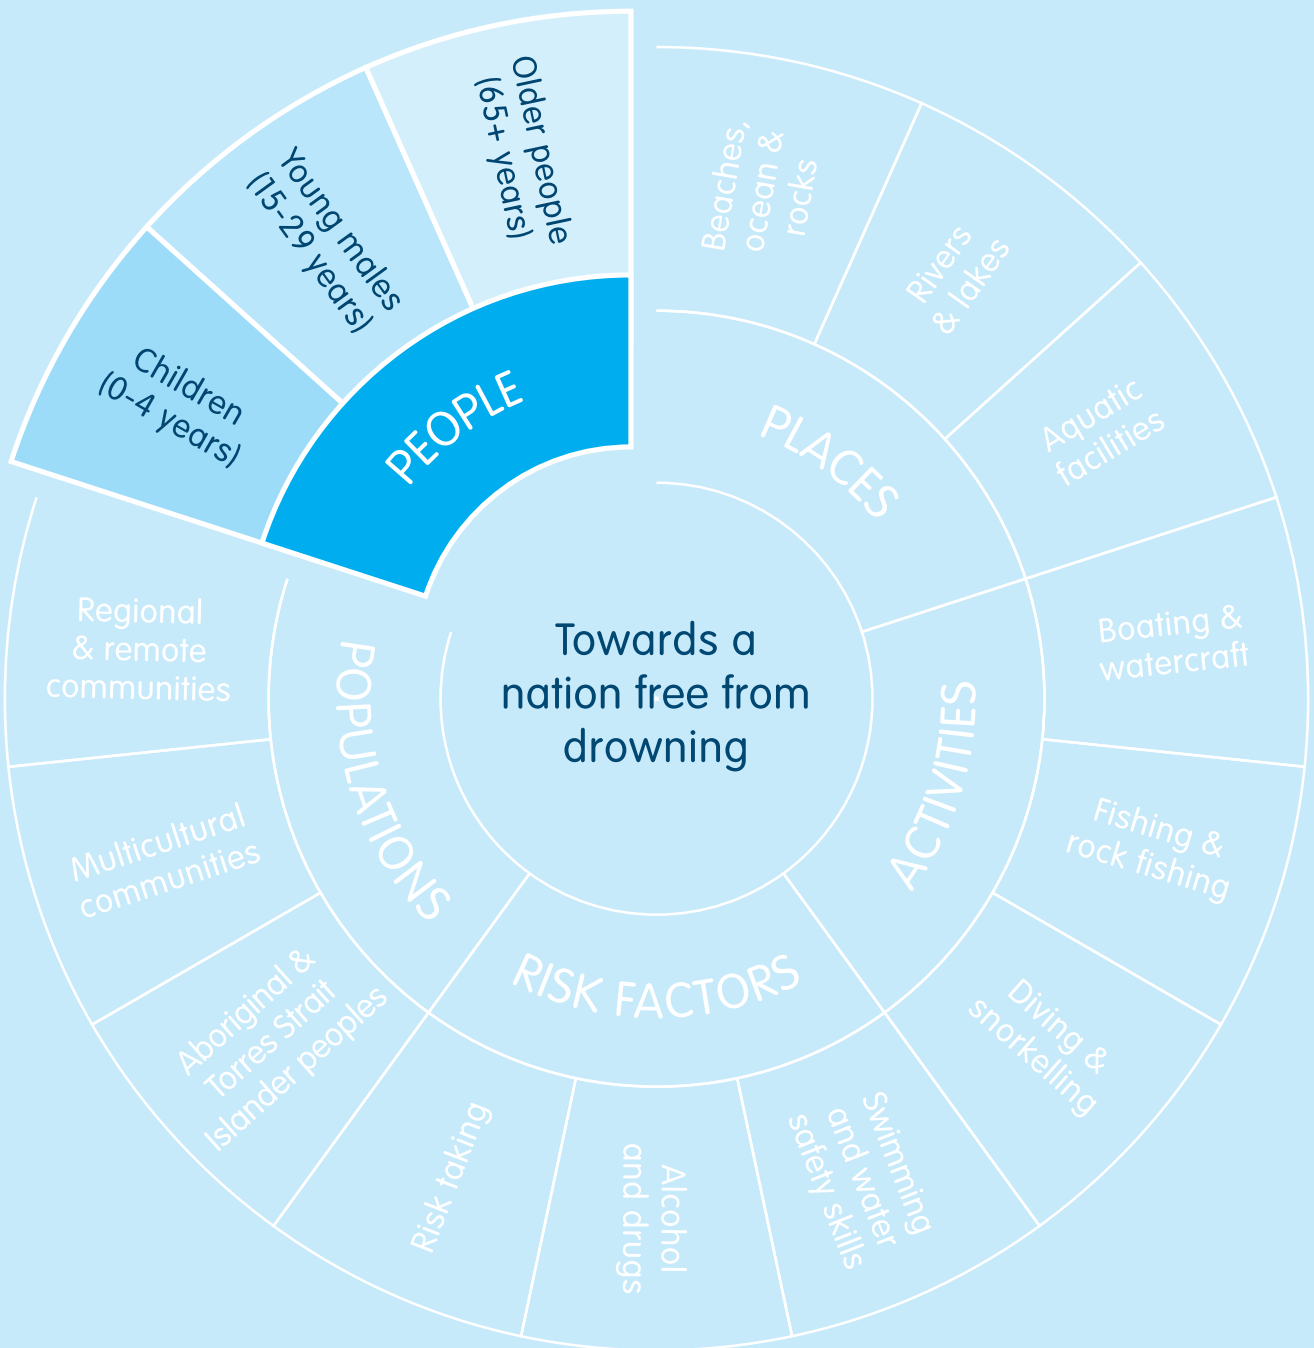 Older people
(65+ years)
Young males
(15-29 years)
Children
(0-4 years)
PEOPLE
Beaches,
ocean &
rocks
Rivers
& lakes
Aquatic
facilities
PLACES
Boating &
watercraft
Fishing &
rock fishing
Diving &
snorkelling
ACTIVITIES
Swimming
and water
safety skills
Alcohol
and drugs
Risk taking
RISK FACTORS
Aboriginal &
Torres Strait
Islander peoples
Multicultural
communities
Regional
& remote
communities
POPULATIONS
Towards a
nation free from
drowning